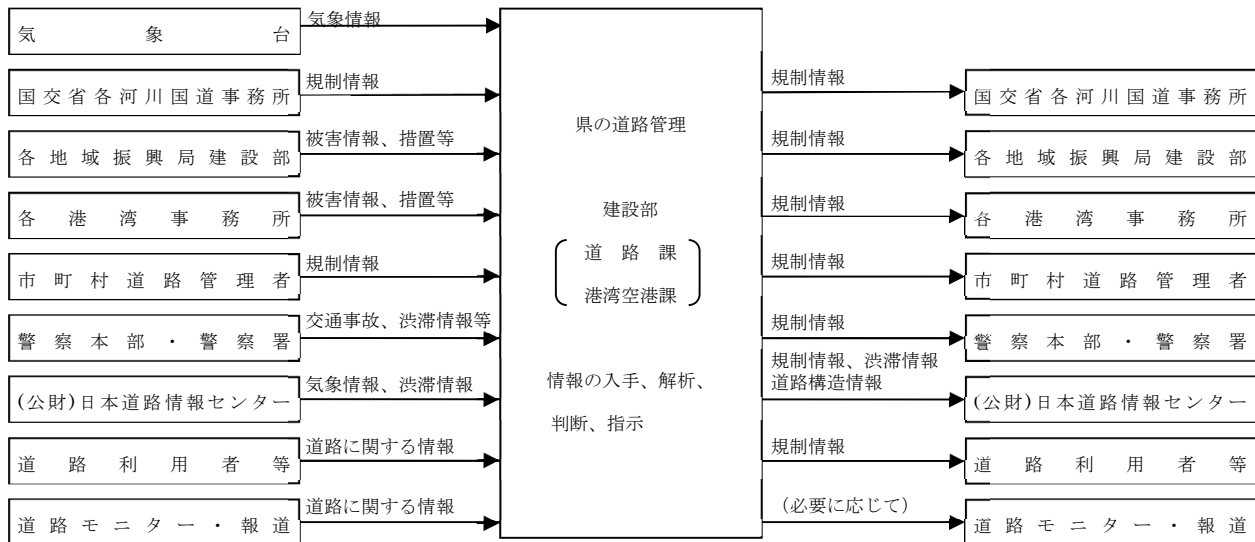 気象台
気象情報
国交省各河川国道事務所
規制情報
各地域振興局建設部
被害情報、措置等
各港湾事務所
被害情報、措置等
市町村道路管理者
規制情報
警察本部・警察署
交通事故、渋滞情報等
(公財)日本道路情報センター
気象情報、渋滞情報
道路利用者等
道路に関する情報
道路モニター・報道
道路に関する情報
県の道路管理
建設部
道路課
港湾空港課
情報の入手、解析、
判断、指示
規制情報
国交省各河川国道事務所
規制情報
各地域振興局建設部
規制情報
各港湾事務所
規制情報
市町村道路管理者
規制情報
警察本部・警察署
規制情報、渋滞情報
道路構造情報
(公財)日本道路情報センター
規制情報
道路利用者等
（必要に応じて）
道路モニター・報道